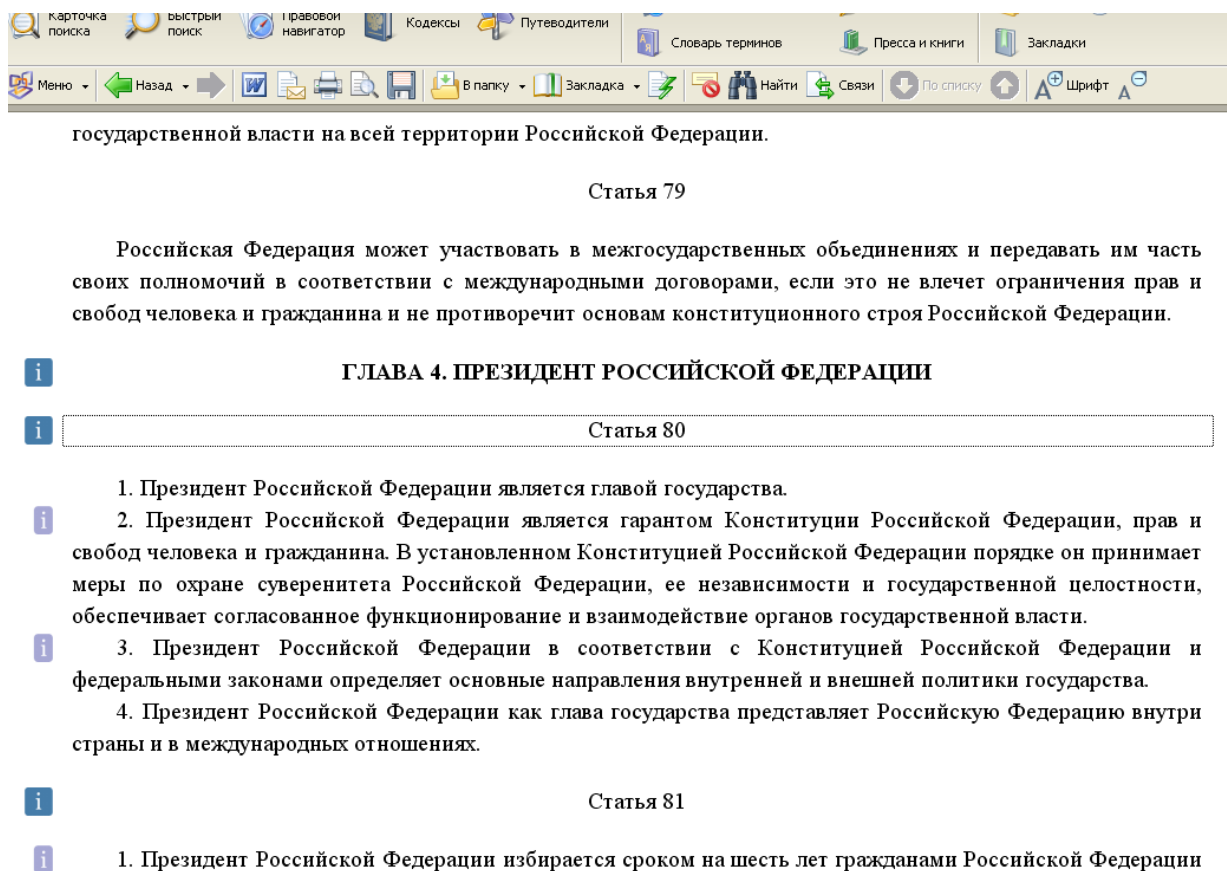 Карточка поиска Быстрый поиск Правовой навигатор Кодексы Путеводители
Словарь терминов Пресса и книги Закладки
Меню Назад В папку Закладка Найти Связи По списку Шрифт
государственной власти на всей территории Российской Федерации.
Статья 79
Российская Федерация может участвовать в межгосударственных объединениях и передавать им часть
своих полномочий в соответствии с международными договорами, если это не влечет ограничения прав и
свобод человека и гражданина и не противоречит основам конституционного строя Российской Федерации.
ГЛАВА 4. ПРЕЗИДЕНТ РОССИЙСКОЙ ФЕДЕРАЦИИ
Статья 80
1. Президент Российской Федерации является главой государства.
2. Президент Российской Федерации является гарантом Конституции Российской Федерации, прав и
свобод человека и гражданина. В установленном Конституцией Российской Федерации порядке он принимает
меры по охране суверенитета Российской Федерации, ее независимости и государственной целостности,
обеспечивает согласованное функционирование и взаимодействие органов государственной власти.
3. Президент Российской Федерации в соответствии с Конституцией Российской Федерации и
федеральными законами определяет основные направления внутренней и внешней политики государства.
4. Президент Российской Федерации как глава государства представляет Российскую Федерацию внутри
страны и в международных отношениях.
Статья 81
1. Президент Российской Федерации избирается сроком на шесть лет гражданами Российской Федерации